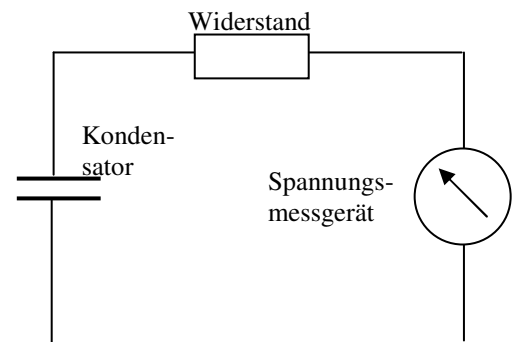 Widerstand
Konden-
sator
Spannungs-
messgerät